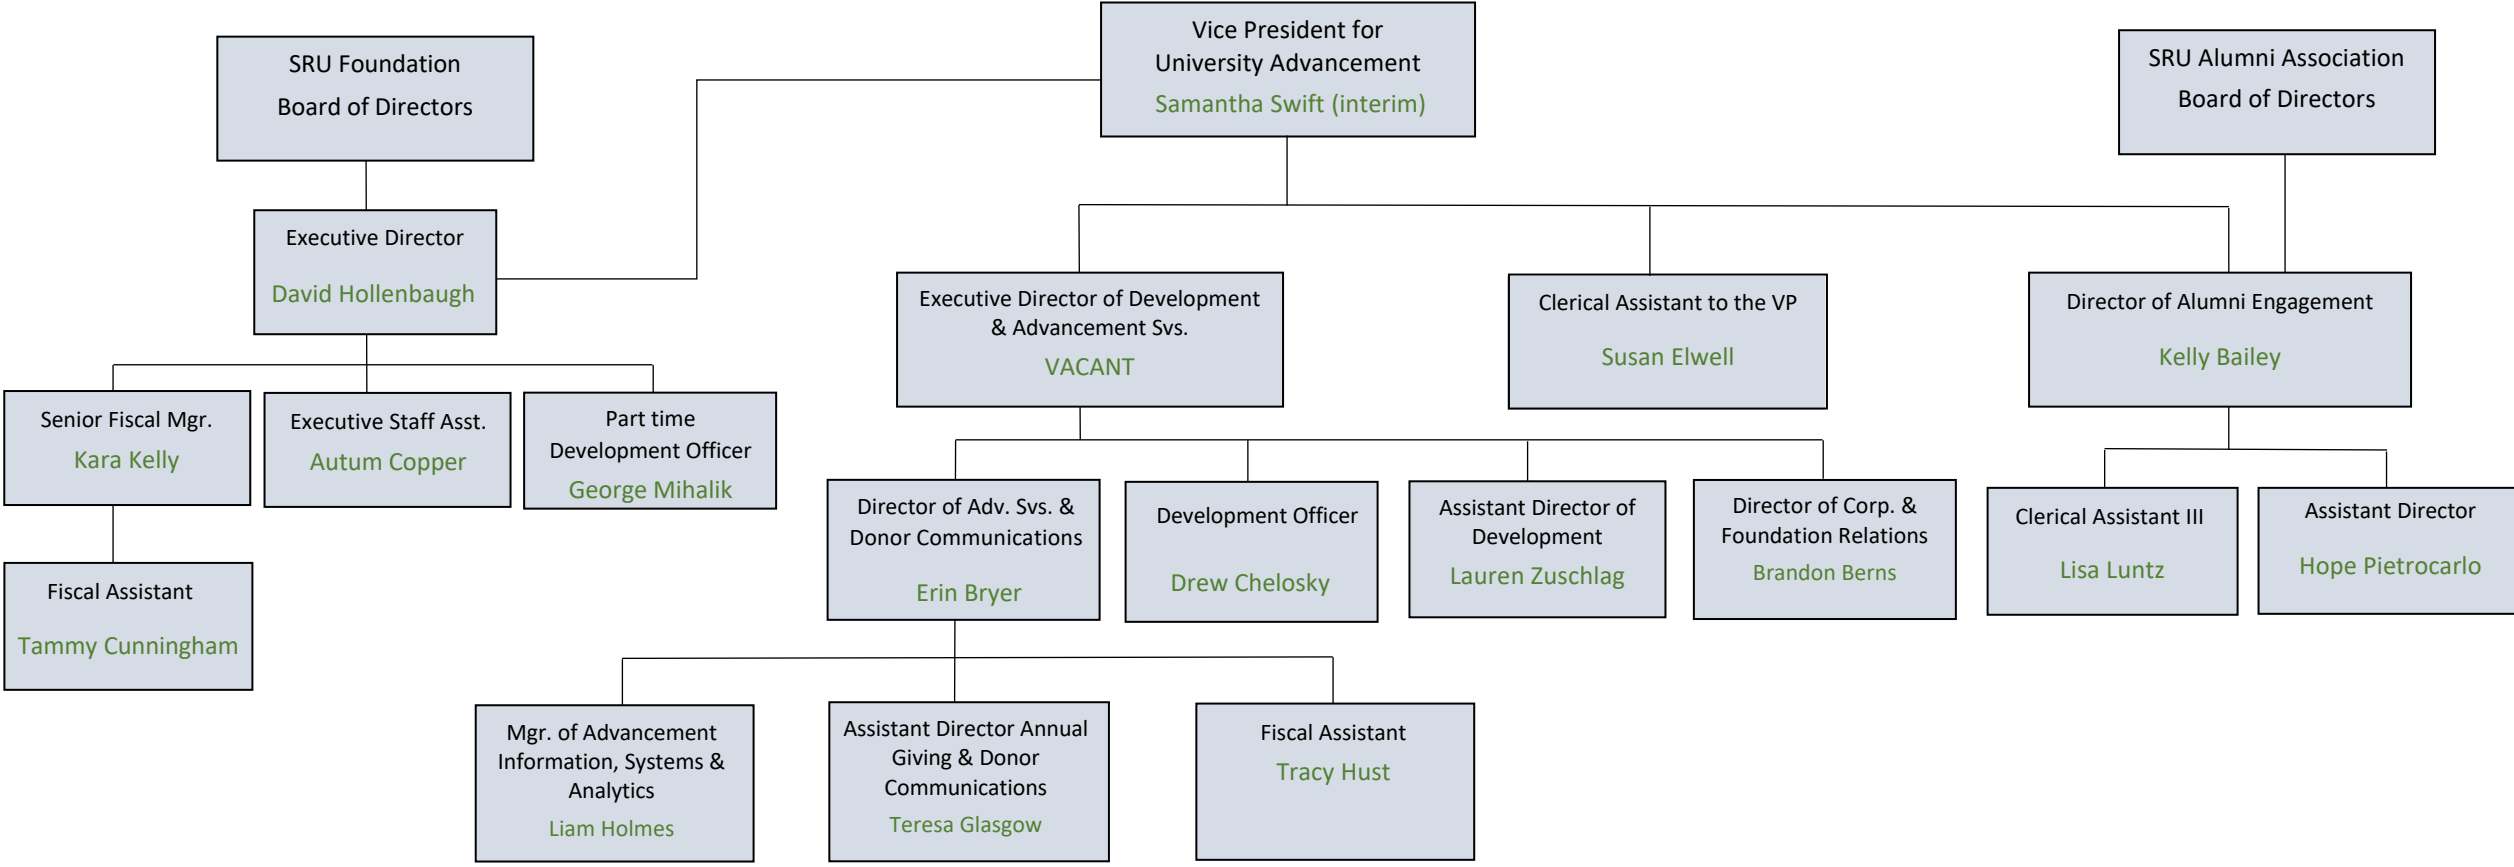 Vice President for
University Advancement
Samantha Swift (interim)
SRU Foundation
Board of Directors
SRU Alumni Association
Board of Directors
Executive Director
David Hollenbaugh
Executive Director of Development
& Advancement Svs.
VACANT
Clerical Assistant to the VP
Susan Elwell
Director of Alumni Engagement
Kelly Bailey
Senior Fiscal Mgr.
Kara Kelly
Executive Staff Asst.
Autum Copper
Part time
Development Officer
George Mihalik
Director of Adv. Svs. &
Donor Communications
Erin Bryer
Development Officer
Drew Chelosky
Assistant Director of
Development
Lauren Zuschlag
Director of Corp. &
Foundation Relations
Brandon Berns
Clerical Assistant III
Lisa Luntz
Assistant Director
Hope Pietrocarlo
Fiscal Assistant
Tammy Cunningham
Mgr. of Advancement
Information, Systems &
Analytics
Liam Holmes
Assistant Director Annual
Giving & Donor
Communications
Teresa Glasgow
Fiscal Assistant
Tracy Hust